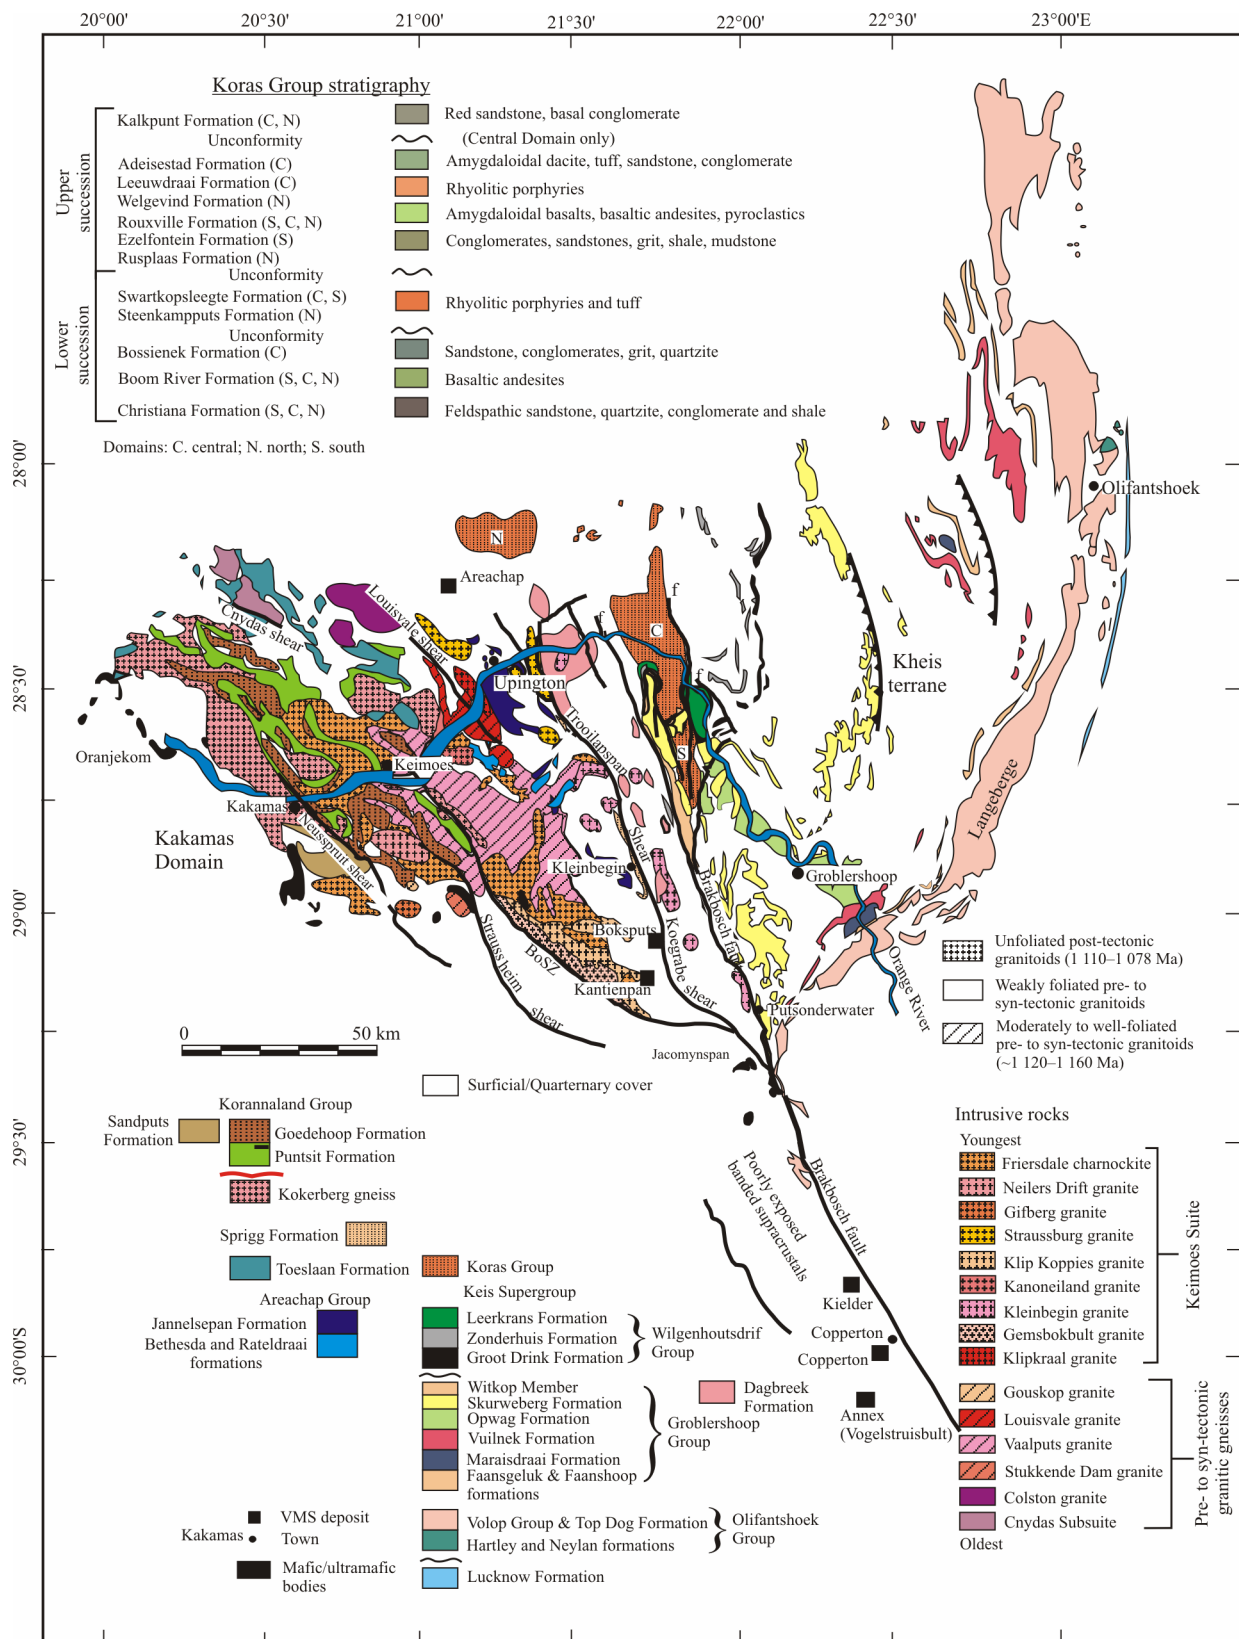 20°00'
20°30'
21°00'
21°30'
22°00'
22°30'
23°00'E
Koras Group stratigraphy
Upper succession
Kalkpunt Formation (C, N)
Red sandstone, basal conglomerate
Unconformity
(Central Domain only)
Adeisestad Formation (C)
Amygdaloidal dacite, tuff, sandstone, conglomerate
Leeuwdraai Formation (C)
Rhyolitic porphyries
Welgevind Formation (N)
Rouxville Formation (S, C, N)
Amygdaloidal basalts, basaltic andesites, pyroclastics
Ezelfontein Formation (S)
Conglomerates, sandstones, grit, shale, mudstone
Rusplaas Formation (N)
Unconformity
Lower succession
Swartkopsleegte Formation (C, S)
Rhyolitic porphyries and tuff
Steenkampputs Formation (N)
Unconformity
Bossienek Formation (C)
Sandstone, conglomerates, grit, quartzite
Boom River Formation (S, C, N)
Basaltic andesites
Christiana Formation (S, C, N)
Feldspathic sandstone, quartzite, conglomerate and shale
Domains: C. central; N. north; S. south
28°00'
28°30'
29°00'
29°30'
30°00'S
Olifantshoek
N
Areachap
Louisvale shear
Cnydas shear
f
f
C
f
Kheis
terrane
Upington
Trooilapspan
Shear
S
Oranjekom
Keimoes
Kakamas
Neusspruit shear
Kakamas
Domain
Langeberge
Kleinbegin
Groblershoop
Brakbosch fault
Koegrabe shear
Boksputs
Strauss heim
shear
BoSZ
Kantienpan
Orange River
Putsonderwater
Jacomynspan
0
50 km
Unfoliated post-tectonic
granitoids (1 110–1 078 Ma)
Weakly foliated pre- to
syn-tectonic granitoids
Moderately to well-foliated
pre- to syn-tectonic granitoids
(~1 120–1 160 Ma)
Surficial/Quarternary cover
Korannaland Group
Sandputs
Formation
Goedehoop Formation
Puntsit Formation
Kokerberg gneiss
Sprigg Formation
Toeslaan Formation
Areachap Group
Jannelsepan Formation
Bethesda and Rateldraai
formations
Koras Group
Keis Supergroup
Leerkrans Formation
Zonderhuis Formation
Groot Drink Formation
Wilgenhoutsdrif
Group
Witkop Member
Skurweberg Formation
Opwag Formation
Vuilnek Formation
Maraisdraai Formation
Faansgeluk & Faanshoop
formations
Groblershoop
Group
Dagbreek
Formation
Volop Group & Top Dog Formation
Hartley and Neylan formations
Olifantshoek
Group
Lucknow Formation
VMS deposit
Kakamas
Town
Mafic/ultramafic
bodies
Poorly exposed
banded supracrustals
Brakbosch fault
Kielder
Copperton
Copperton
Annex
(Vogelstruisbult)
Intrusive rocks
Youngest
Friersdale charnockite
Neilers Drift granite
Gifberg granite
Straussburg granite
Klip Koppies granite
Kanoneiland granite
Kleinbegin granite
Gemsbokbult granite
Klipkraal granite
Keimoes Suite
Gouskop granite
Louisvale granite
Vaalputs granite
Stukkende Dam granite
Colston granite
Cnydas Subsuite
Oldest
Pre- to syn-tectonic
granitic gneisses